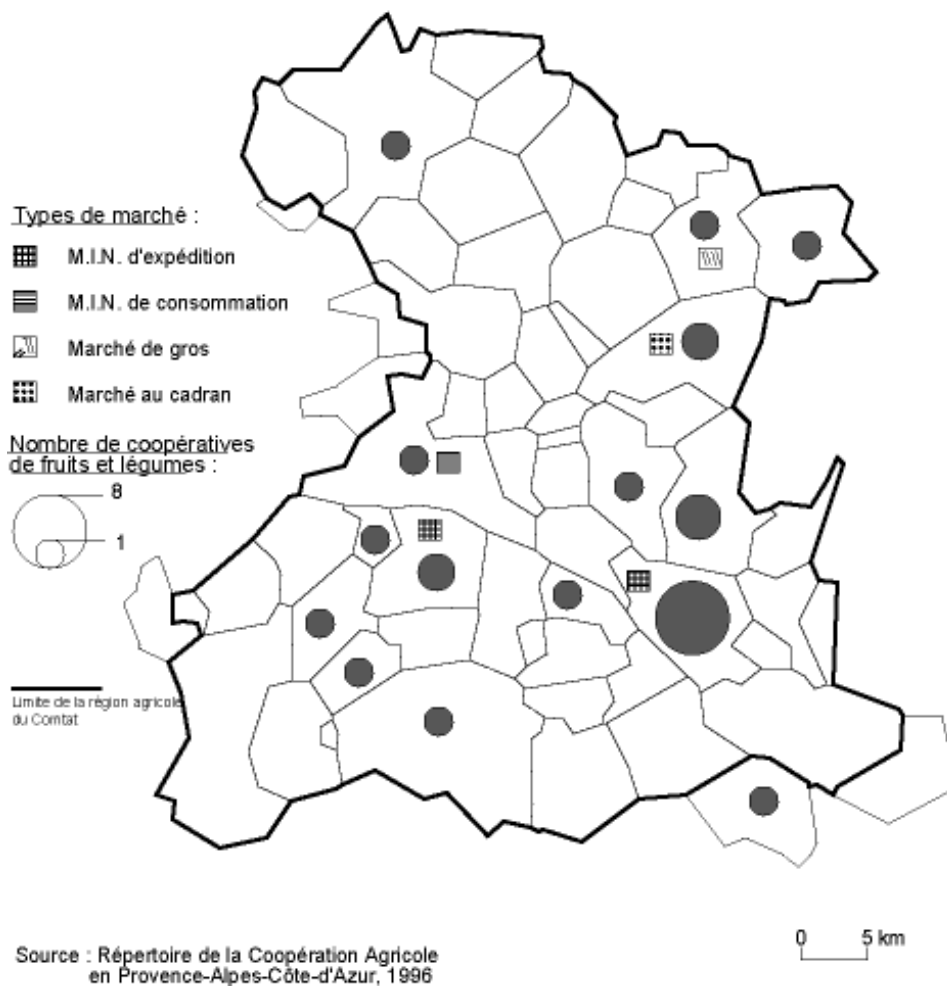 Types de marché :
M.I.N. d'expédition
M.I.N. de consommation
Marché de gros
Marché au cadran
Nombre de coopératives
de fruits et légumes :
8
1
Limite de la région agricole
du Comtat
0 5 km
Source : Répertoire de la Coopération Agricole
en Provence-Alpes-Côte-d'Azur, 1996